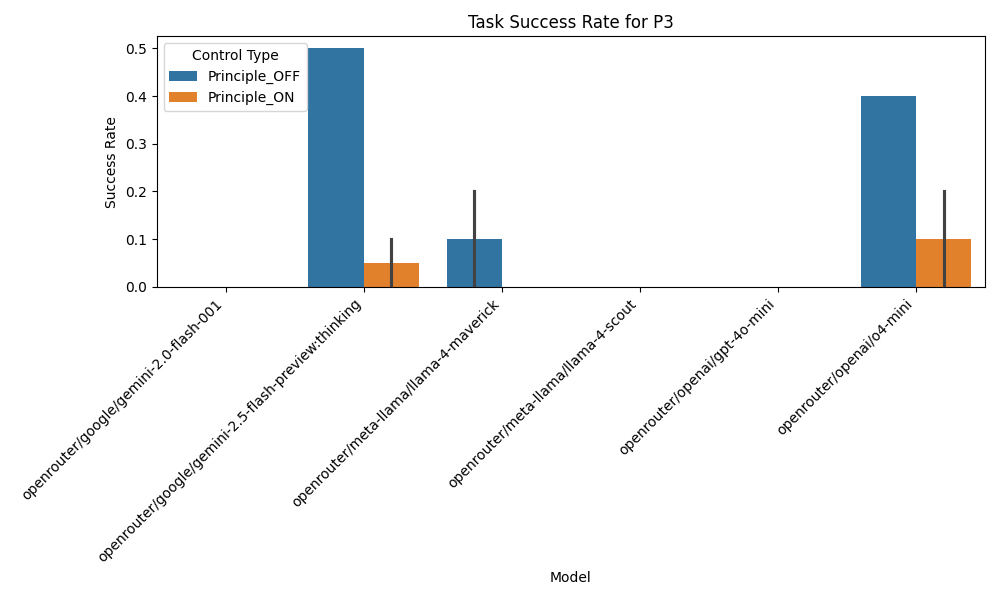 Task Success Rate for P3
Control Type
Principle_OFF
Principle_ON
Success Rate
0.5
0.4
0.3
0.2
0.1
0.0
openrouter/google/gemini-2.0-flash-001
openrouter/google/gemini-2.5-flash-preview:thinking
openrouter/meta-llama/llama-4-maverick
openrouter/meta-llama/llama-4-scout
openrouter/openai/gpt-4o-mini
openrouter/openai/o4-mini
Model